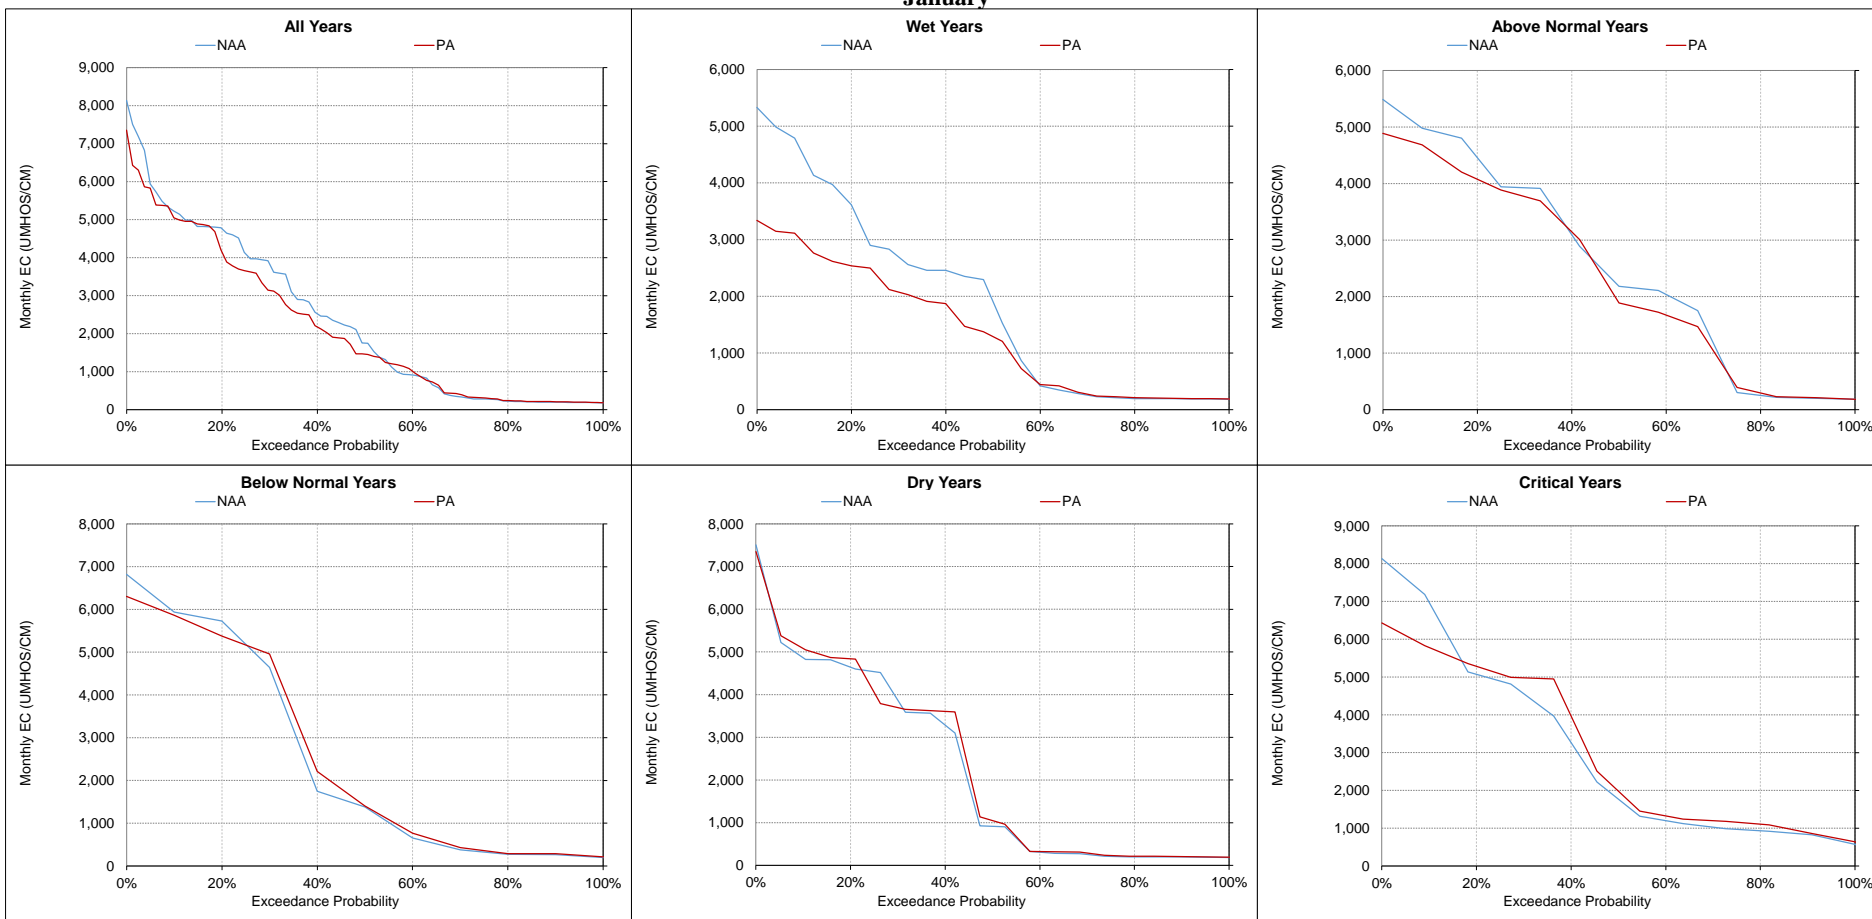 January
All Years
NAA PA
9,000
8,000
7,000
6,000
5,000
4,000
3,000
2,000
1,000
0
Monthly EC (UMHOS/CM)
0% 20% 40% 60% 80% 100%
Exceedance Probability
Wet Years
NAA PA
6,000
5,000
4,000
3,000
2,000
1,000
0
Monthly EC (UMHOS/CM)
0% 20% 40% 60% 80% 100%
Exceedance Probability
Above Normal Years
NAA PA
6,000
5,000
4,000
3,000
2,000
1,000
0
Monthly EC (UMHOS/CM)
0% 20% 40% 60% 80% 100%
Exceedance Probability
Below Normal Years
NAA PA
8,000
7,000
6,000
5,000
4,000
3,000
2,000
1,000
0
Monthly EC (UMHOS/CM)
0% 20% 40% 60% 80% 100%
Exceedance Probability
Dry Years
NAA PA
8,000
7,000
6,000
5,000
4,000
3,000
2,000
1,000
0
Monthly EC (UMHOS/CM)
0% 20% 40% 60% 80% 100%
Exceedance Probability
Critical Years
NAA PA
9,000
8,000
7,000
6,000
5,000
4,000
3,000
2,000
1,000
0
Monthly EC (UMHOS/CM)
0% 20% 40% 60% 80% 100%
Exceedance Probability